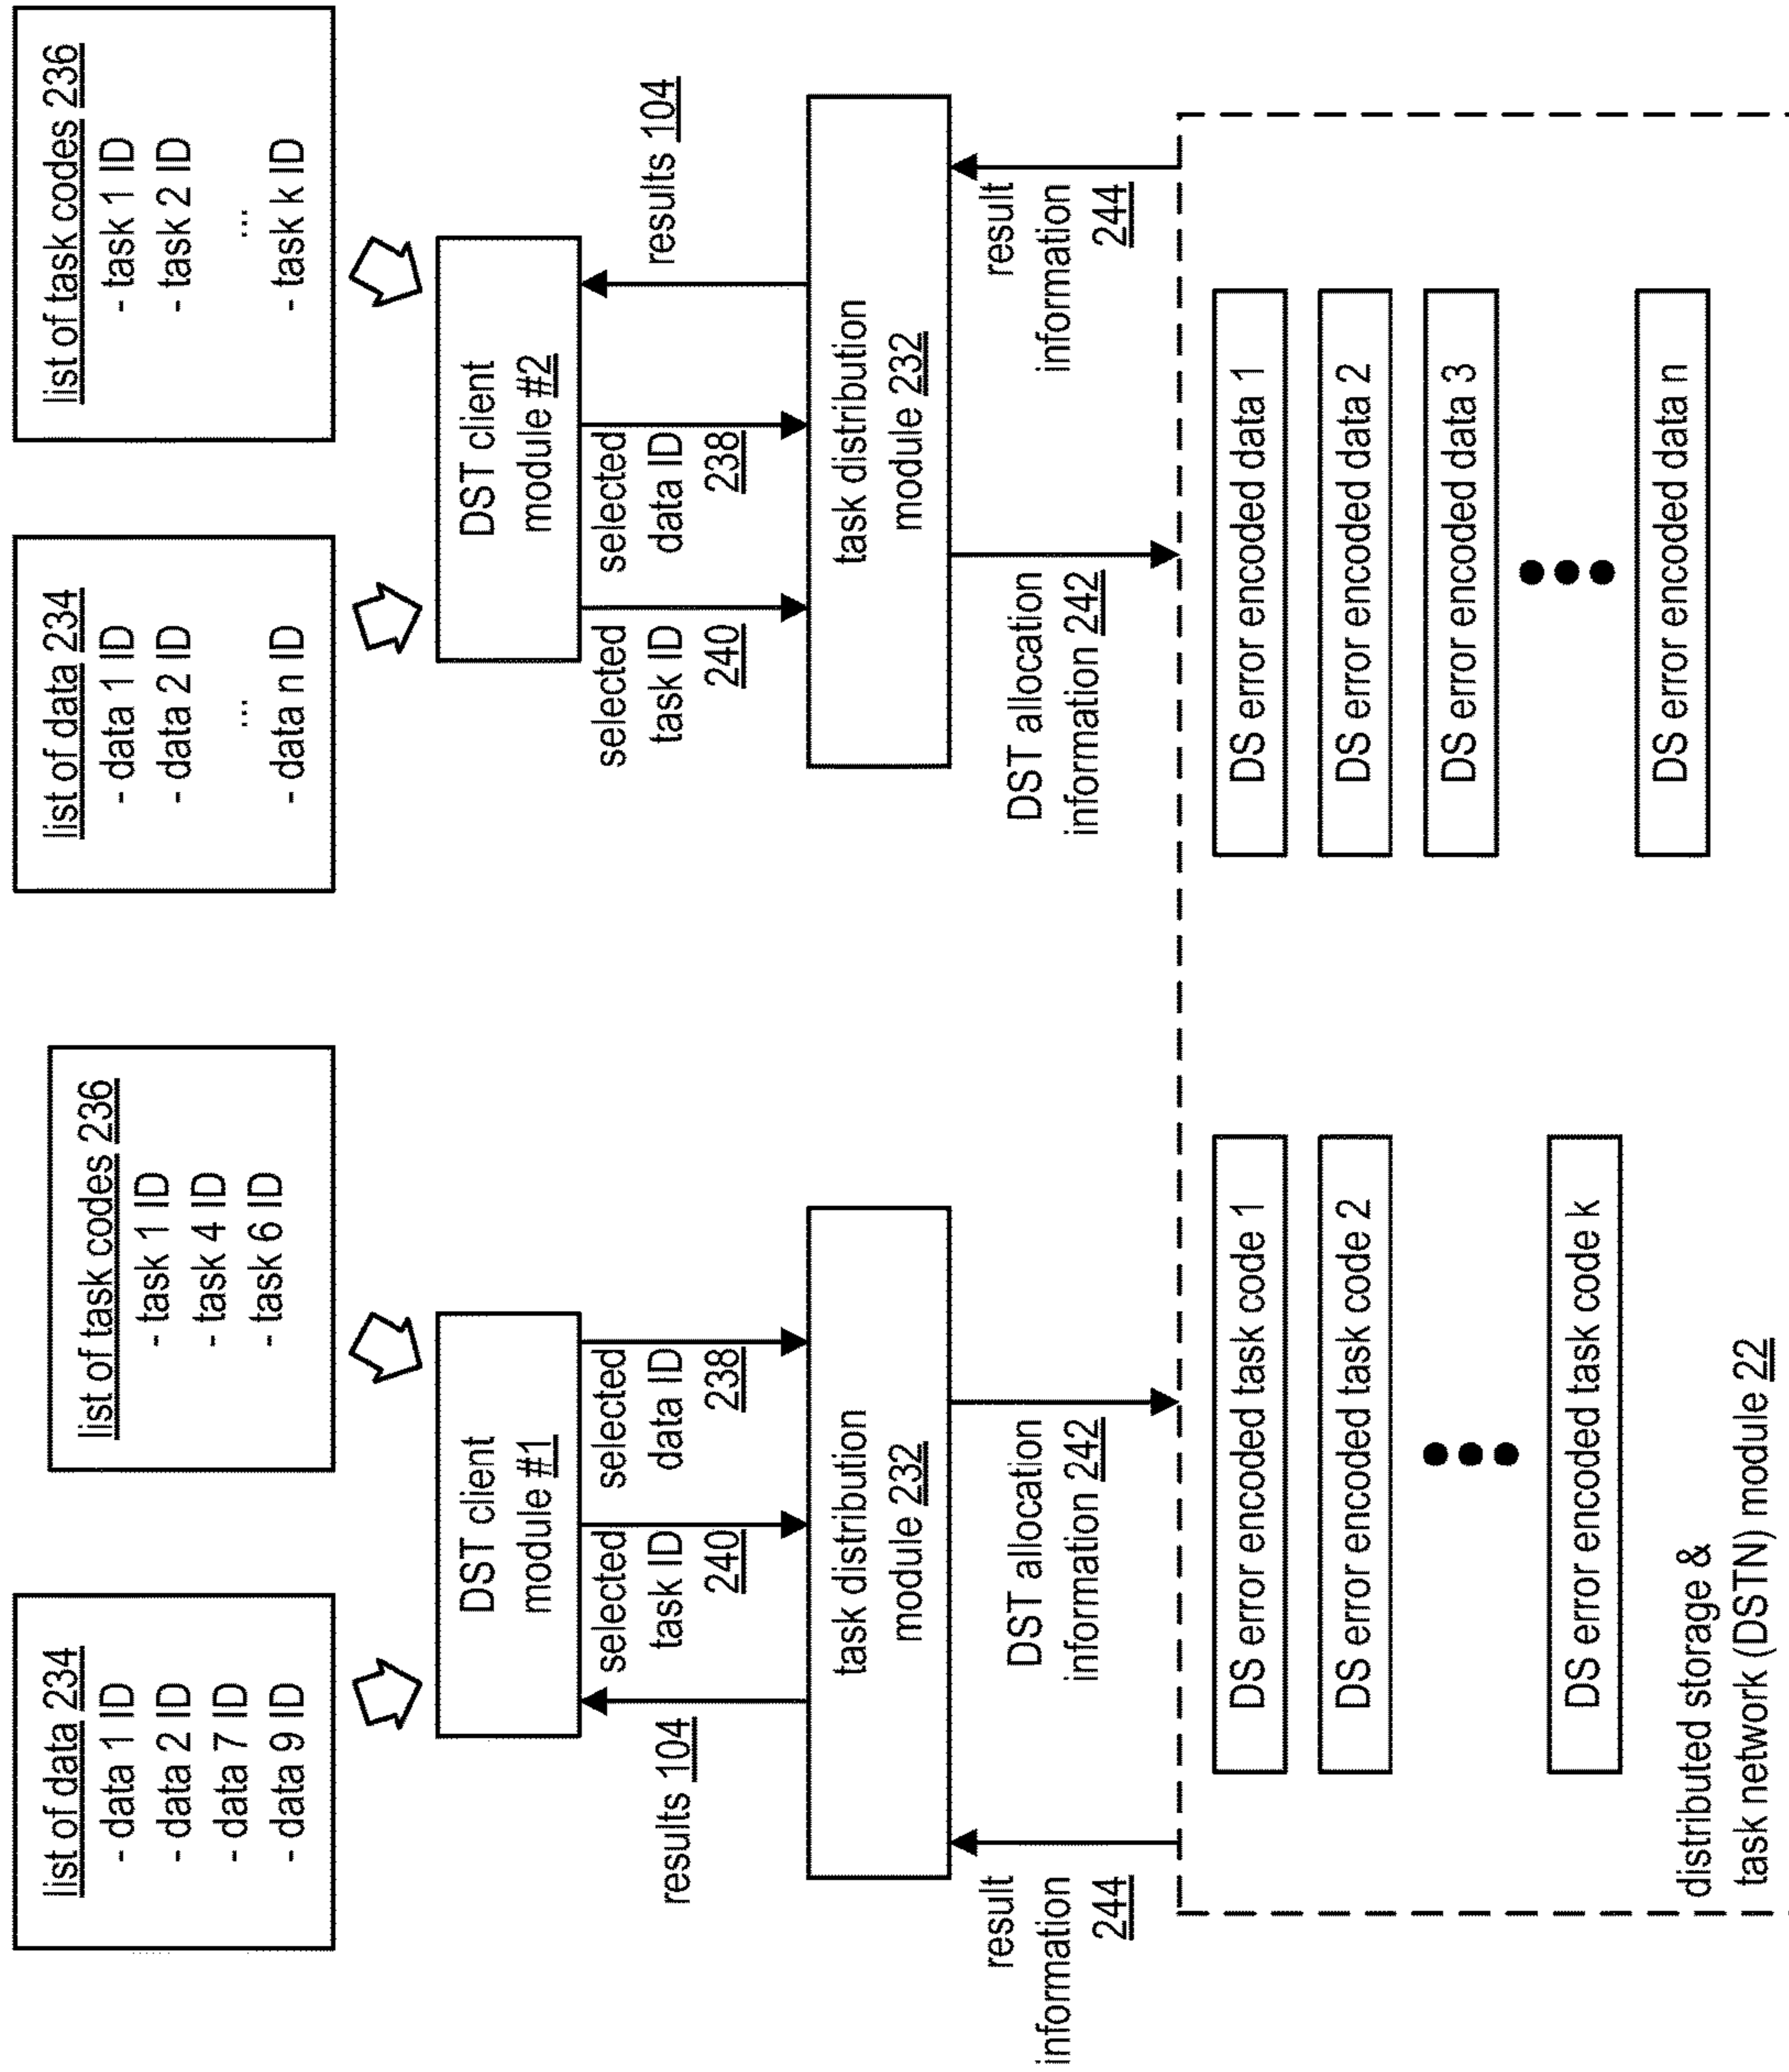 list of data 234
- data 1 ID
- data 2 ID
- data 7 ID
- data 9 ID
list of task codes 236
- task 1 ID
- task 4 ID
- task 6 ID
list of data 234
- data 1 ID
- data 2 ID
...
- data n ID
list of task codes 236
- task 1 ID
- task 2 ID
...
- task k ID
DST client
module #1
DST client
module #2
results 104
selected
task ID
240
selected
data ID
238
selected
task ID
240
selected
data ID
238
results 104
task distribution
module 232
task distribution
module 232
result
information
244
DST allocation
information 242
DST allocation
information 242
result
information
244
DS error encoded task code 1
DS error encoded task code 2
DS error encoded task code k
DS error encoded data 1
DS error encoded data 2
DS error encoded data 3
DS error encoded data n
distributed storage &
task network (DSTN) module 22